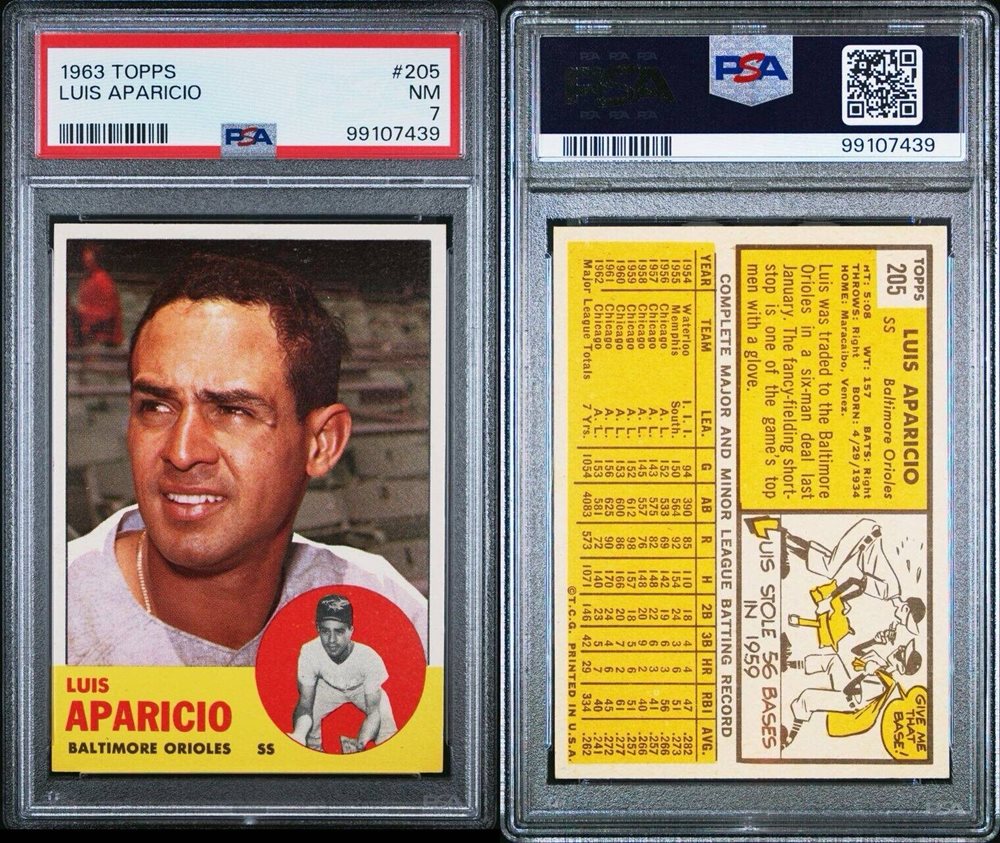 1963 TOPPS #205
LUIS APARICIO NM
7
PSA 99107439
LUIS
APARICIO
BALTIMORE ORIOLES SS
PSA
PSA
99107439
TOPPS
205
LUIS APARICIO
SS Baltimore Orioles
HT: 5:08 WT: 157 BATS: Right
THROWS: Right BORN: 4/29/1934
HOME: Maracaibo, Venez.
Luis was traded to the Baltimore
Orioles in a six-man deal last
January. The fancy-fielding short-
stop is one of the game's top
men with a glove.
GIVE ME
THAT
BASE!
LUIS STOLE 56 BASES
IN 1959
COMPLETE MAJOR AND MINOR LEAGUE BATTING RECORD
YEAR TEAM LEA. G AB R H 2B 3B HR RBI AVG.
1954 Waterloo I. I. I. 94 390 85 110 18 6 4 47 .282
1955 Memphis South. 150 564 92 154 24 3 6 51 .273
1956 Chicago A. L. 152 533 69 142 19 6 3 56 .266
1957 Chicago A. L. 143 575 82 148 22 6 3 41 .257
1958 Chicago A. L. 145 557 76 148 20 9 2 40 .266
1959 Chicago A. L. 152 612 98 157 18 5 6 51 .257
1960 Chicago A. L. 153 600 86 166 20 7 2 61 .277
1961 Chicago A. L. 156 625 90 170 24 4 6 45 .272
1962 Chicago A. L. 153 581 72 140 23 5 7 40 .241
Major League Totals 7 Yrs. 1054 4083 573 1071 146 42 29 334 .262
©T.C.G. PRINTED IN U.S.A.